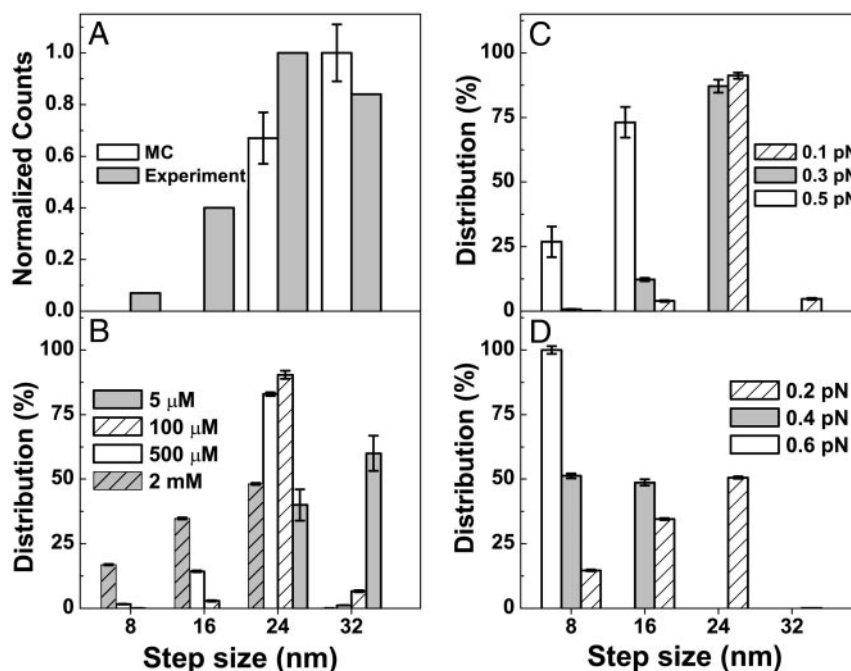 A
Normalized Counts
1.0
0.8
0.6
0.4
0.2
0.0
MC
Experiment
B
Distribution (%)
100
75
50
25
0
5 μM
100 μM
500 μM
2 mM
8 16 24 32
Step size (nm)
C
Distribution (%)
100
75
50
25
0
0.1 pN
0.3 pN
0.5 pN
D
Distribution (%)
100
75
50
25
0
0.2 pN
0.4 pN
0.6 pN
8 16 24 32
Step size (nm)